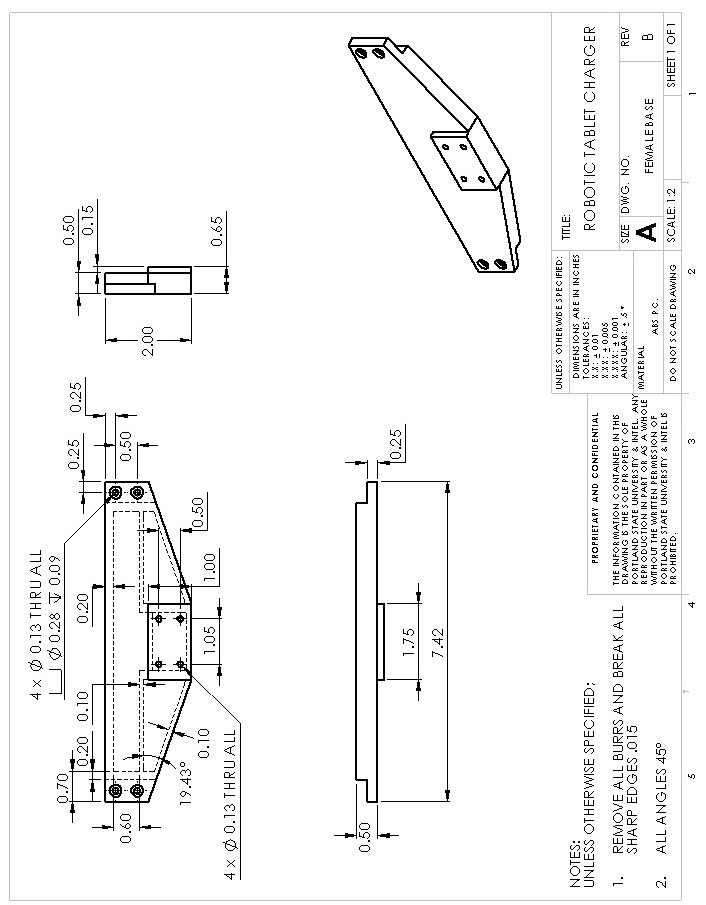 4 x Ø 0.13 THRU ALL
⌴ Ø 0.28 ↧ 0.09
0.70
0.20
0.10
0.20
0.25
0.25
0.60
0.50
19.43°
0.10
0.50
1.00
1.05
4 x Ø 0.13 THRU ALL
0.50
0.15
2.00
0.65
0.50
0.25
1.75
7.42
NOTES:
UNLESS OTHERWISE SPECIFIED;
1. REMOVE ALL BURRS AND BREAK ALL
SHARP EDGES .015
2. ALL ANGLES 45°
PROPRIETARY AND CONFIDENTIAL
THE INFORMATION CONTAINED IN THIS
DRAWING IS THE SOLE PROPERTY OF
PORTLAND STATE UNIVERSITY & INTEL. ANY
REPRODUCTION IN PART OR AS A WHOLE
WITHOUT THE WRITTEN PERMISSION OF
PORTLAND STATE UNIVERSITY & INTEL IS
PROHIBITED.
UNLESS OTHERWISE SPECIFIED:
DIMENSIONS ARE IN INCHES
TOLERANCES:
X.X: ± 0.01
X.XX: ± 0.005
X.XXX: ± 0.001
ANGULAR: ± .5 °
MATERIAL
ABS P.C.
DO NOT SCALE DRAWING
TITLE:
ROBOTIC TABLET CHARGER
SIZE
A
DWG. NO.
FEMALE BASE
REV
B
SCALE: 1:2
SHEET 1 OF 1
5
4
3
2
1